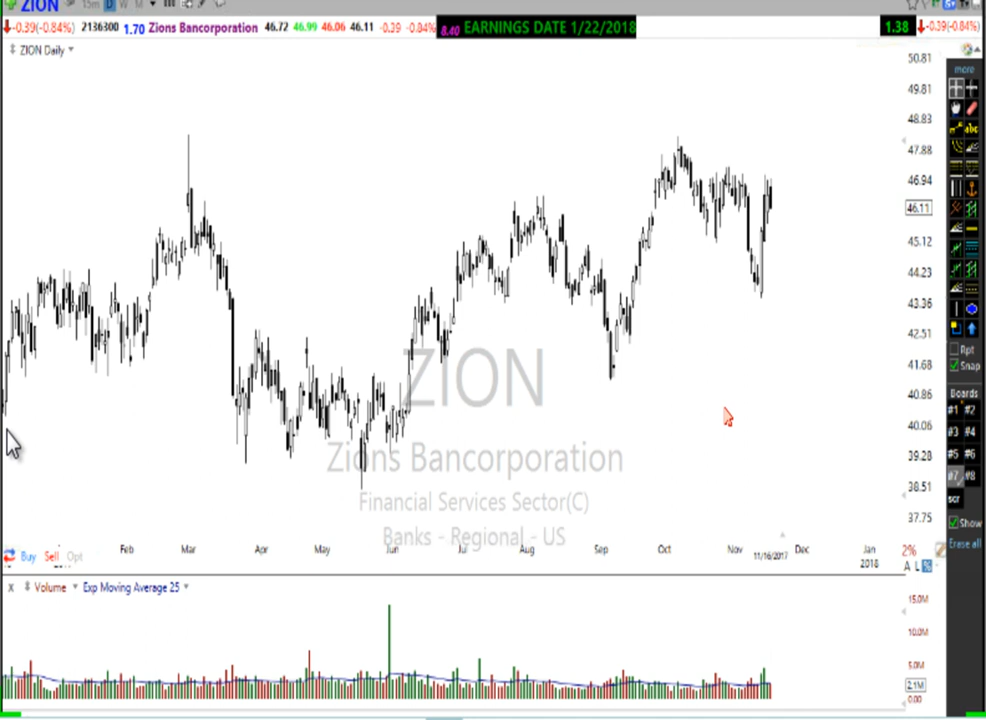 ZION 15m D W M
-0.39(-0.84%) 2136300 1.70 Zions Bancorporation 46.72 46.99 46.06 46.11 -0.39 -0.84% 8.40 EARNINGS DATE 1/22/2018 1.38 -0.39(-0.84%)
ZION Daily
50.81
more
49.81
48.83
abc
47.88
46.94
46.11
45.12
44.23
43.36
42.51
Rpt
41.68
Snap
ZION
40.86
Boards
#1 #2
40.06
#3 #4
Zions Bancorporation
39.28
#5 #6
38.51
#7 #8
Financial Services Sector(C)
scr
37.75
Show
Banks - Regional - US
Erase all
Feb Mar Apr May Jun Jul Aug Sep Oct Nov 11/16/2017 Dec Jan 2018
2%
Buy Sell Opt
A L %
X Volume Exp Moving Average 25
15.0M
10.0M
5.0M
2.1M
0.00